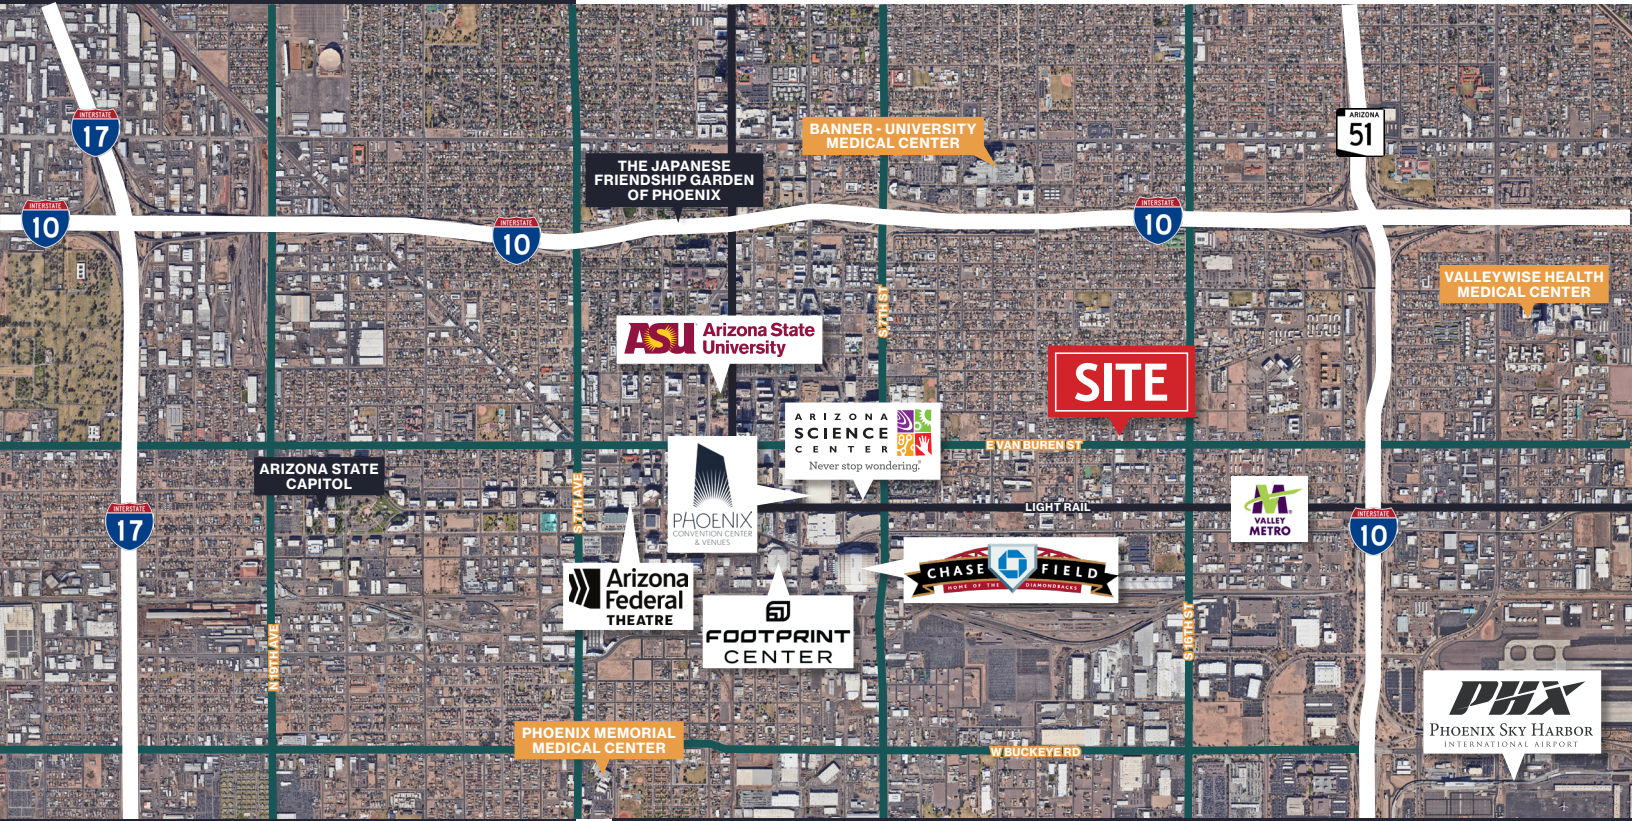 INTERSTATE
17
ARIZONA
51
BANNER - UNIVERSITY
MEDICAL CENTER
THE JAPANESE
FRIENDSHIP GARDEN
OF PHOENIX
INTERSTATE
10
INTERSTATE
10
INTERSTATE
10
VALLEYWISE HEALTH
MEDICAL CENTER
S 7TH ST
ASU Arizona State
University
SITE
ARIZONA
SCIENCE
CENTER
Never stop wondering.®
E VAN BUREN ST
ARIZONA STATE
CAPITOL
S 7TH AVE
PHOENIX
CONVENTION CENTER
& VENUES
LIGHT RAIL
VALLEY
METRO
INTERSTATE
17
INTERSTATE
10
Arizona
Federal
THEATRE
CHASE FIELD
HOME OF THE DIAMONDBACKS
FOOTPRINT
CENTER
N 19TH AVE
S 16TH ST
PHX
PHOENIX SKY HARBOR
INTERNATIONAL AIRPORT
PHOENIX MEMORIAL
MEDICAL CENTER
W BUCKEYE RD